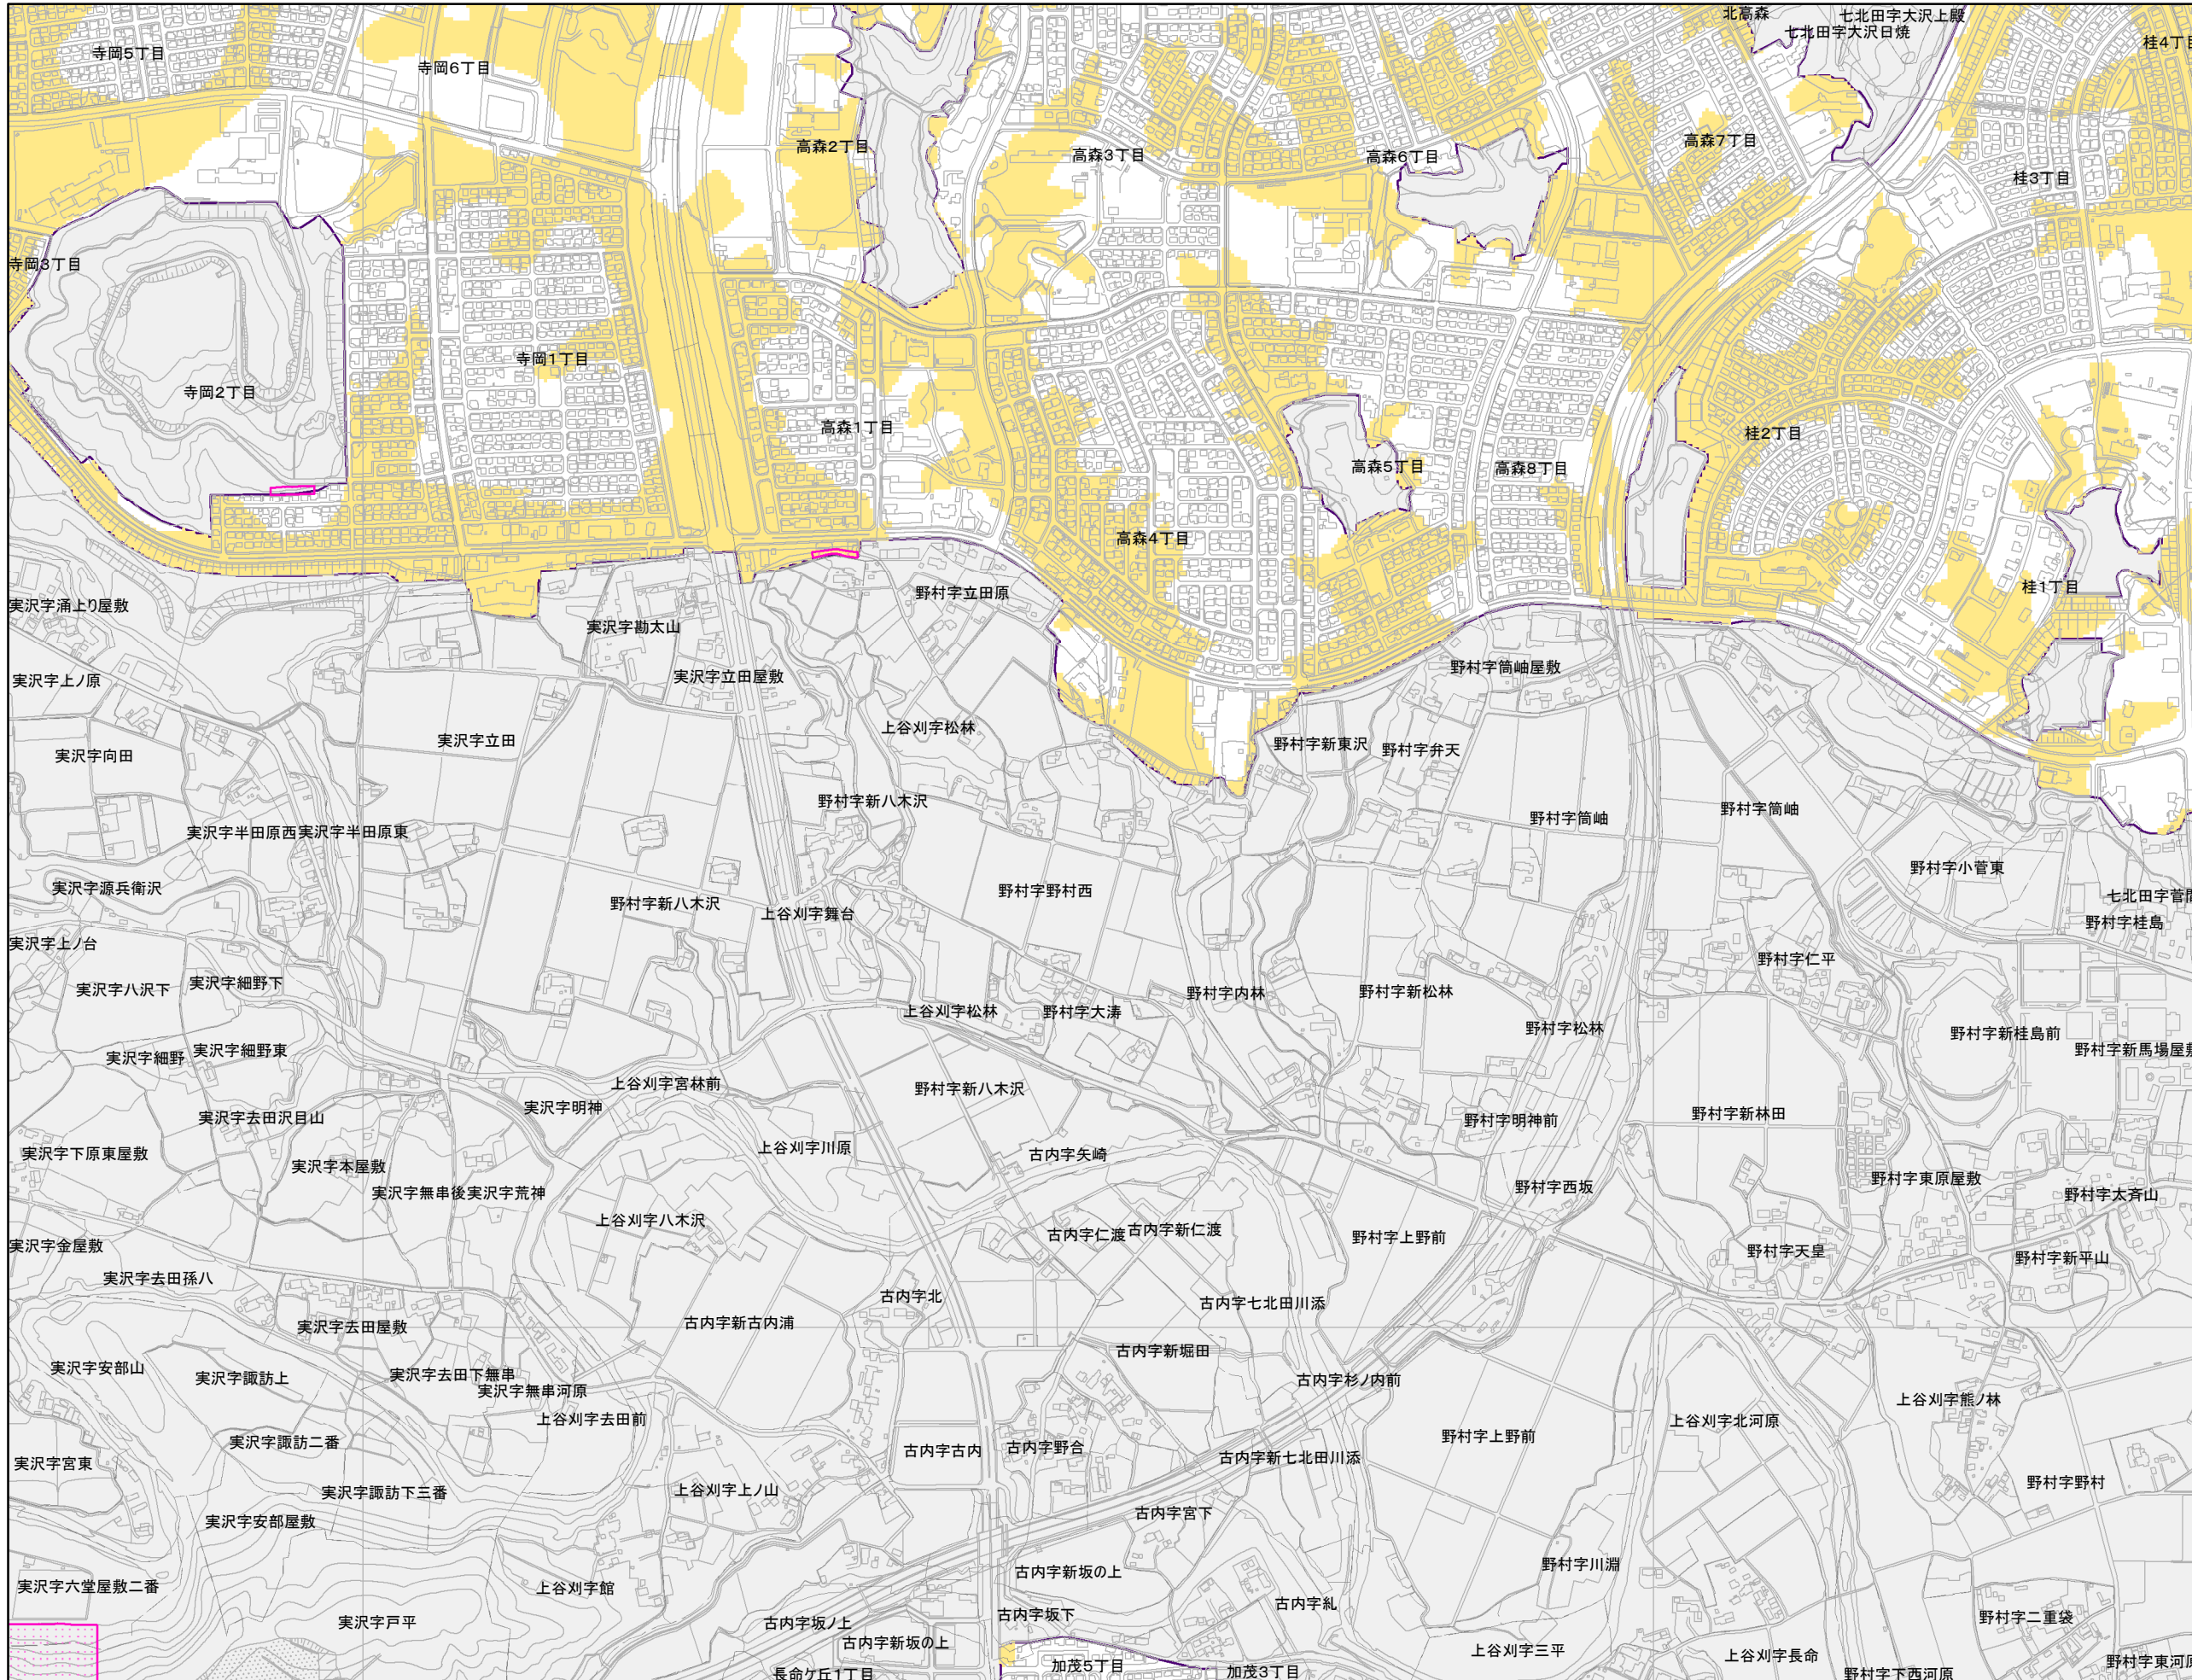 北高森
七北田字大沢上殿
七北田字大沢日焼
桂4丁目
寺岡5丁目
寺岡6丁目
高森2丁目
高森3丁目
高森6丁目
高森7丁目
桂3丁目
寺岡3丁目
寺岡2丁目
寺岡1丁目
高森1丁目
高森5丁目
高森8丁目
桂2丁目
高森4丁目
桂1丁目
実沢字涌上り屋敷
実沢字勘太山
野村字立田原
実沢字上ノ原
実沢字立田屋敷
野村字筒岫屋敷
実沢字向田
実沢字立田
上谷刈字松林
野村字新東沢
野村字弁天
野村字新八木沢
野村字筒岫
野村字筒岫
実沢字半田原西
実沢字半田原東
実沢字源兵衛沢
野村字新八木沢
上谷刈字舞台
野村字野村西
野村字小菅東
七北田字菅間
野村字桂島
実沢字上ノ台
実沢字八沢下
実沢字細野下
上谷刈字松林
野村字大涛
野村字内林
野村字新松林
野村字松林
野村字仁平
野村字新桂島前
野村字新馬場屋敷
実沢字細野
実沢字細野東
上谷刈字宮林前
野村字新八木沢
実沢字明神
実沢字去田沢目山
野村字明神前
野村字新林田
実沢字下原東屋敷
実沢字本屋敷
上谷刈字川原
古内字矢崎
実沢字無串後
実沢字荒神
野村字西坂
野村字東原屋敷
野村字太斉山
上谷刈字八木沢
古内字仁渡
古内字新仁渡
野村字上野前
野村字天皇
野村字新平山
実沢字金屋敷
実沢字去田孫八
古内字北
古内字七北田川添
実沢字去田屋敷
古内字新古内浦
古内字新堀田
実沢字安部山
実沢字諏訪上
実沢字去田下無串
実沢字無串河原
古内字杉ノ内前
上谷刈字熊ノ林
上谷刈字去田前
上谷刈字北河原
実沢字諏訪二番
古内字古内
古内字野合
古内字新七北田川添
野村字上野前
実沢字宮東
実沢字諏訪下三番
上谷刈字上ノ山
野村字野村
実沢字安部屋敷
古内字宮下
実沢字六堂屋敷二番
上谷刈字館
古内字新坂の上
野村字川淵
実沢字戸平
古内字坂ノ上
古内字坂下
古内字糺
野村字二重袋
古内字新坂の上
上谷刈字三平
上谷刈字長命
野村字東河原
長命ケ丘1丁目
加茂5丁目
加茂3丁目
野村字下西河原